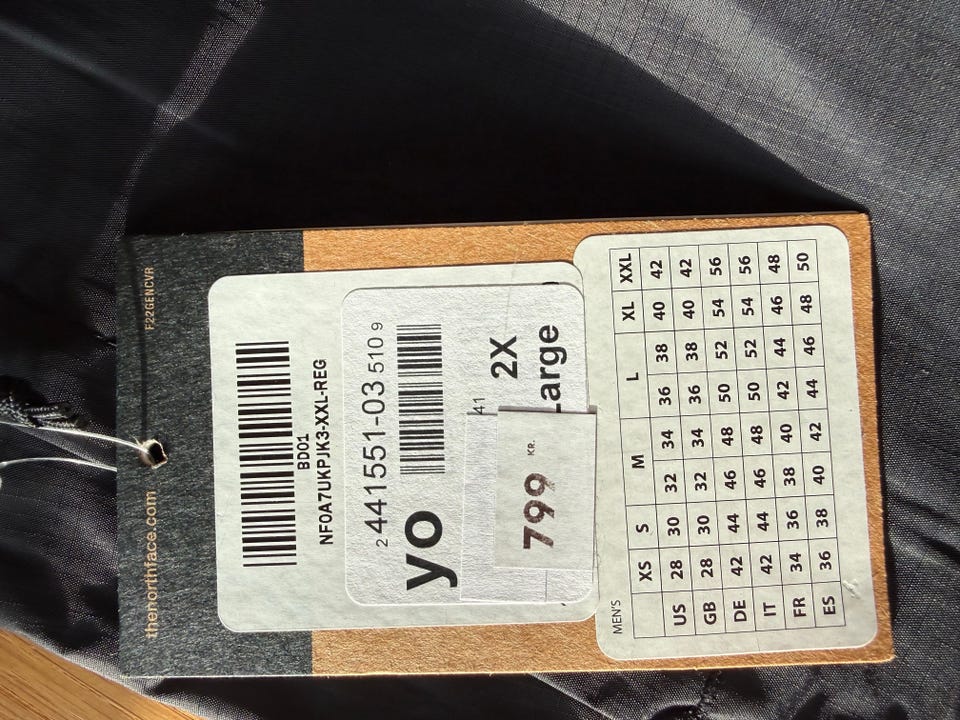 thenorthface.com
F22GENCVR
BD01
NF0A7UKPJK3-XXL-REG
2 441551-03 5109
yo
41
2X
Large
799 KR.
MEN'S
XS S M L XL XXL
US 28 30 32 34 36 38 40 42
GB 28 30 32 34 36 38 40 42
DE 42 44 46 48 50 52 54 56
IT 42 44 46 48 50 52 54 56
FR 34 36 38 40 42 44 46 48
ES 36 38 40 42 44 46 48 50